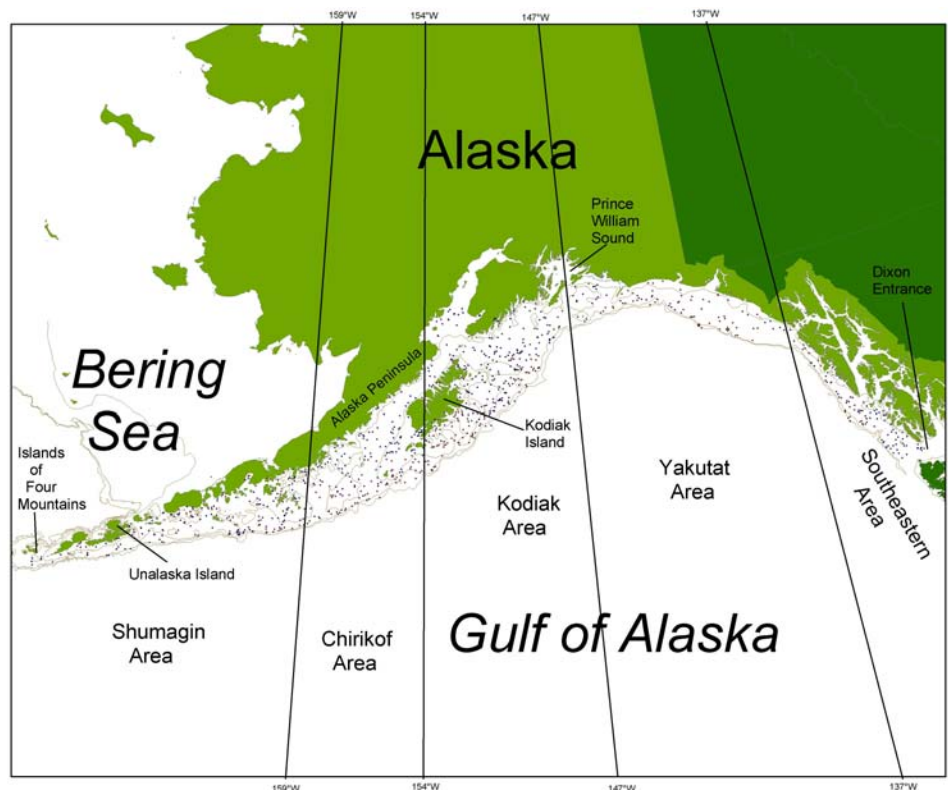 159°W
154°W
147°W
137°W
Alaska
Prince
William
Sound
Dixon
Entrance
Bering
Sea
Alaska Peninsula
Islands
of
Four
Mountains
Kodiak
Island
Yakutat
Area
Southeastern
Area
Kodiak
Area
Unalaska Island
Shumagin
Area
Chirikof
Area
Gulf of Alaska
159°W
154°W
147°W
137°W